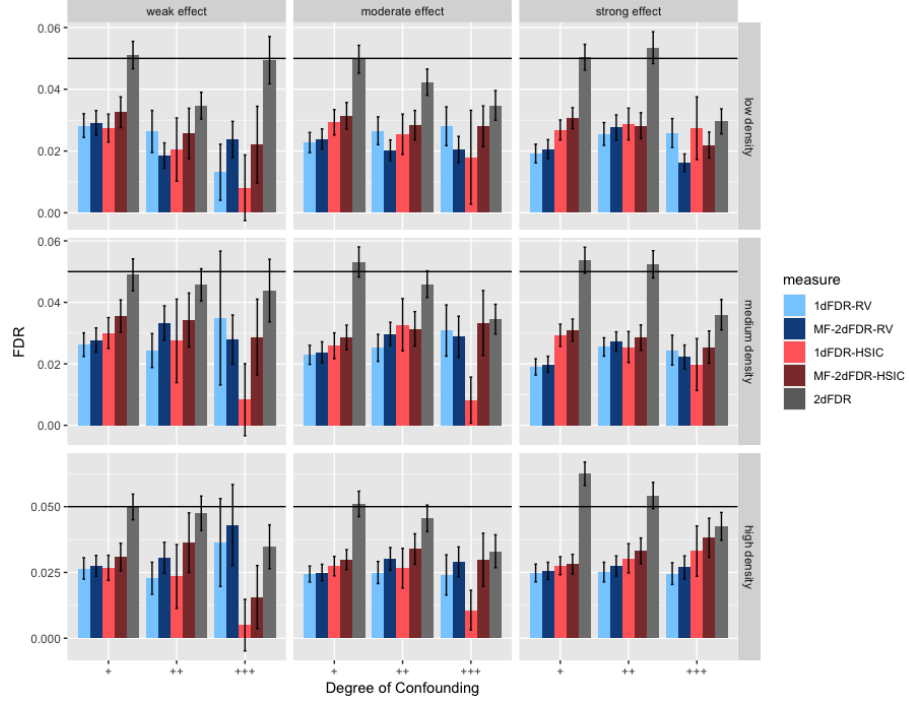 weak effect
moderate effect
strong effect
0.06
0.04
0.02
0.00
low density
0.06
0.04
0.02
0.00
medium density
0.050
0.025
0.000
high density
FDR
+ ++ +++
+ ++ +++
+ ++ +++
Degree of Confounding
measure
1dFDR-RV
MF-2dFDR-RV
1dFDR-HSIC
MF-2dFDR-HSIC
2dFDR